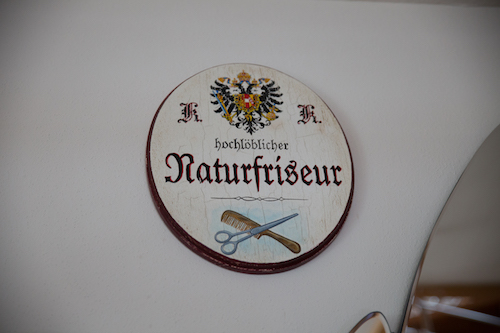 K. K.
hochlöblicher
Naturfriseur